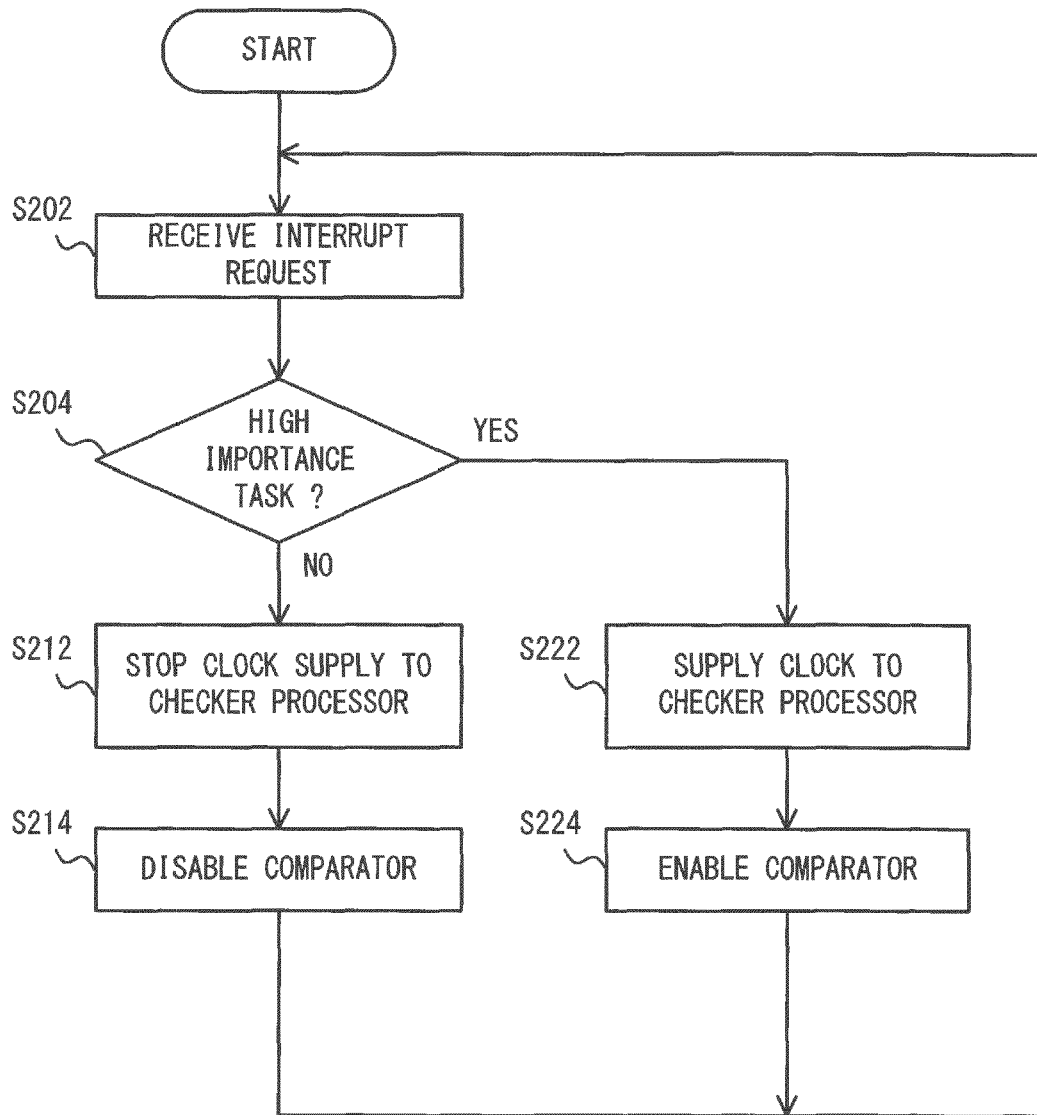 START
S202
RECEIVE INTERRUPT
REQUEST
S204
HIGH
IMPORTANCE
TASK ?
YES
NO
S212
STOP CLOCK SUPPLY TO
CHECKER PROCESSOR
S222
SUPPLY CLOCK TO
CHECKER PROCESSOR
S214
DISABLE COMPARATOR
S224
ENABLE COMPARATOR